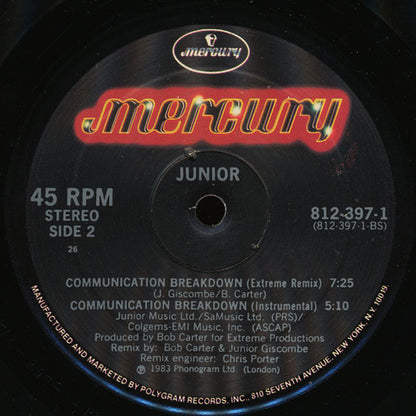 mercury
mercury
JUNIOR
45 RPM
STEREO
SIDE 2
26
812-397-1
(812-397-1-BS)
COMMUNICATION BREAKDOWN (Extreme Remix) 7:25
(J. Giscombe/B. Carter)
COMMUNICATION BREAKDOWN (Instrumental) 5:10
Junior Music Ltd./SaMusic Ltd. (PRS)/
Colgems-EMI Music, Inc. (ASCAP)
Produced by Bob Carter for Extreme Productions
Remix by: Bob Carter & Junior Giscombe
Remix engineer: Chris Porter
℗ 1983 Phonogram Ltd. (London)
MANUFACTURED AND MARKETED BY POLYGRAM RECORDS, INC., 810 SEVENTH AVENUE, NEW YORK, N.Y. 10019.